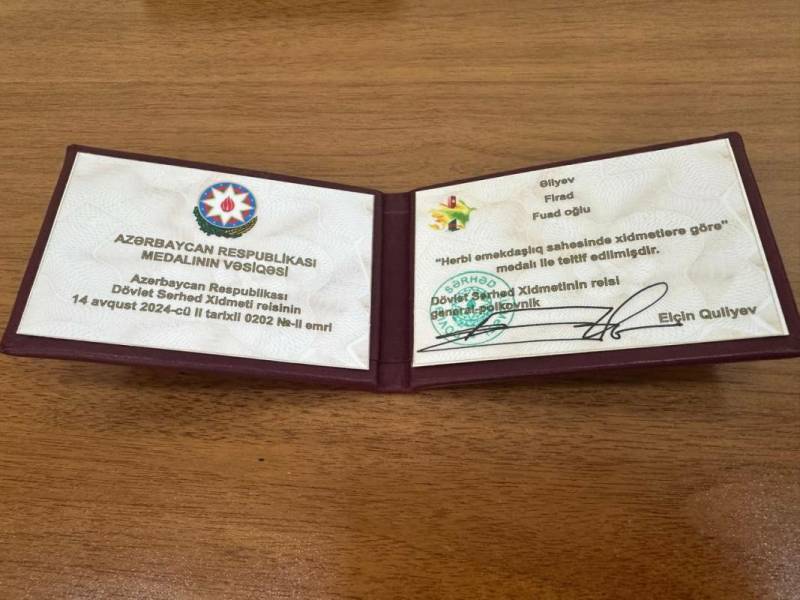 AZƏRBAYCAN RESPUBLİKASI
MEDALININ VƏSİQƏSİ
Azərbaycan Respublikası
Dövlət Sərhəd Xidməti rəisinin
14 avqust 2024-cü il tarixli 0202 №-li əmri
Əliyev
Firad
Fuad oğlu
"Hərbi əməkdaşlıq sahəsində xidmətlərə görə"
medalı ilə təltif edilmişdir.
SƏRHƏD
Dövlət Sərhəd Xidmətinin rəisi
general-polkovnik
Elçin Quliyev